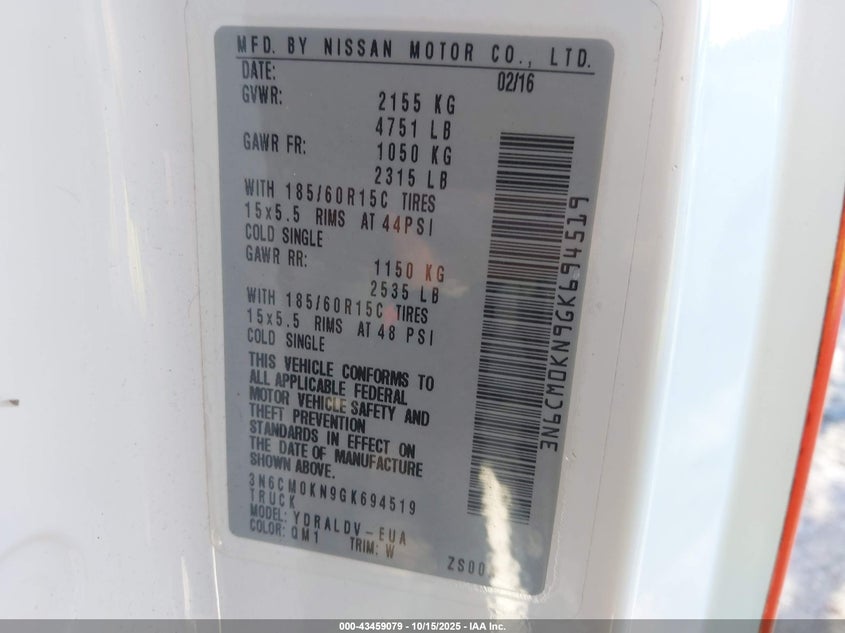 MFD. BY NISSAN MOTOR CO., LTD.
DATE: 02/16
GVWR: 2155 KG
4751 LB
GAWR FR: 1050 KG
2315 LB
WITH 185/60R15C TIRES
15x5.5 RIMS AT 44PSI
COLD SINGLE
GAWR RR: 1150 KG
2535 LB
WITH 185/60R15C TIRES
15x5.5 RIMS AT 48 PSI
COLD SINGLE
THIS VEHICLE CONFORMS TO
ALL APPLICABLE FEDERAL
MOTOR VEHICLE SAFETY AND
THEFT PREVENTION
STANDARDS IN EFFECT ON
THE DATE OF MANUFACTURE
SHOWN ABOVE.
3N6CM0KN9GK694519
TRUCK
MODEL: YDRALDV-EUA
COLOR: QM1 TRIM: W
ZS00
3N6CM0KN9GK694519
000-43459079 - 10/15/2025 - IAA Inc.